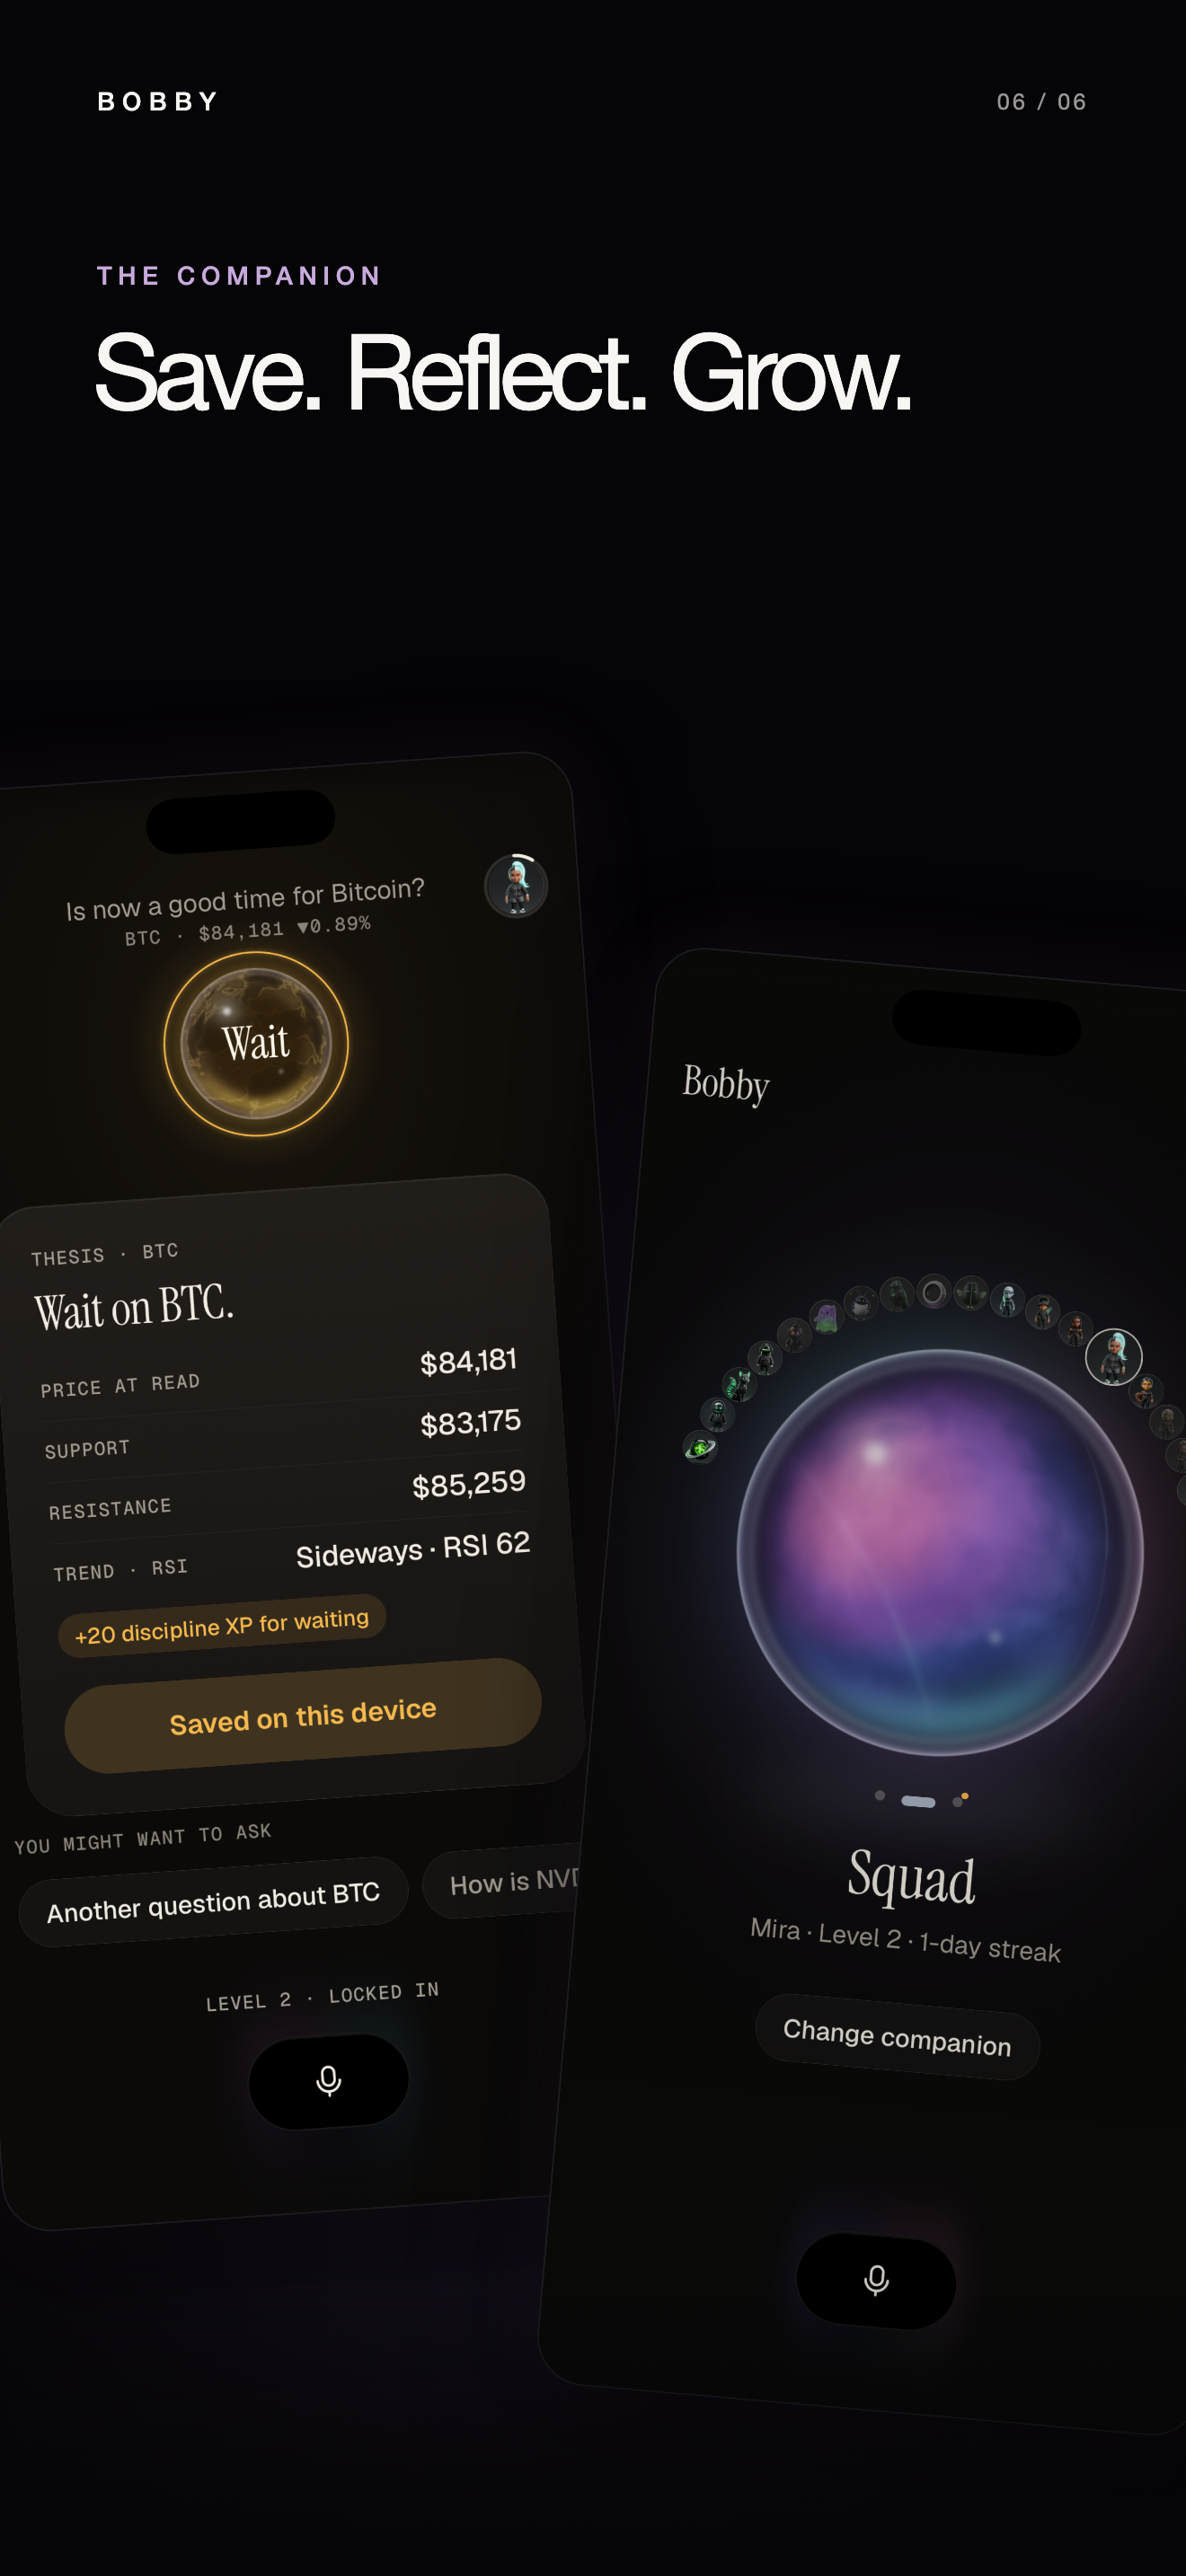 BOBBY
06 / 06
THE COMPANION
Save. Reflect. Grow.
Is now a good time for Bitcoin?
BTC · $84,181 ▼0.89%
Wait
THESIS · BTC
Wait on BTC.
PRICE AT READ $84,181
SUPPORT $83,175
RESISTANCE $85,259
TREND · RSI Sideways · RSI 62
+20 discipline XP for waiting
Saved on this device
YOU MIGHT WANT TO ASK
Another question about BTC
How is
LEVEL 2 · LOCKED IN
Bobby
Squad
Mira · Level 2 · 1-day streak
Change companion